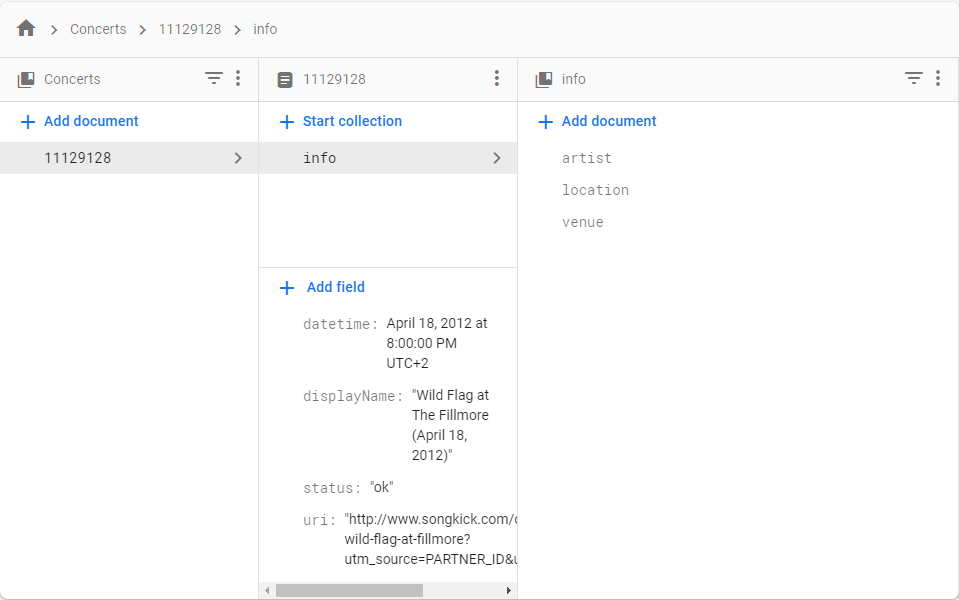 Concerts 11129128 info
Concerts
11129128
info
Add document
Start collection
Add document
11129128
info
artist
location
venue
Add field
datetime: April 18, 2012 at
8:00:00 PM
UTC+2
displayName: "Wild Flag at
The Fillmore
(April 18,
2012)"
status: "ok"
uri: "http://www.songkick.com/
wild-flag-at-fillmore?
utm_source=PARTNER_ID&